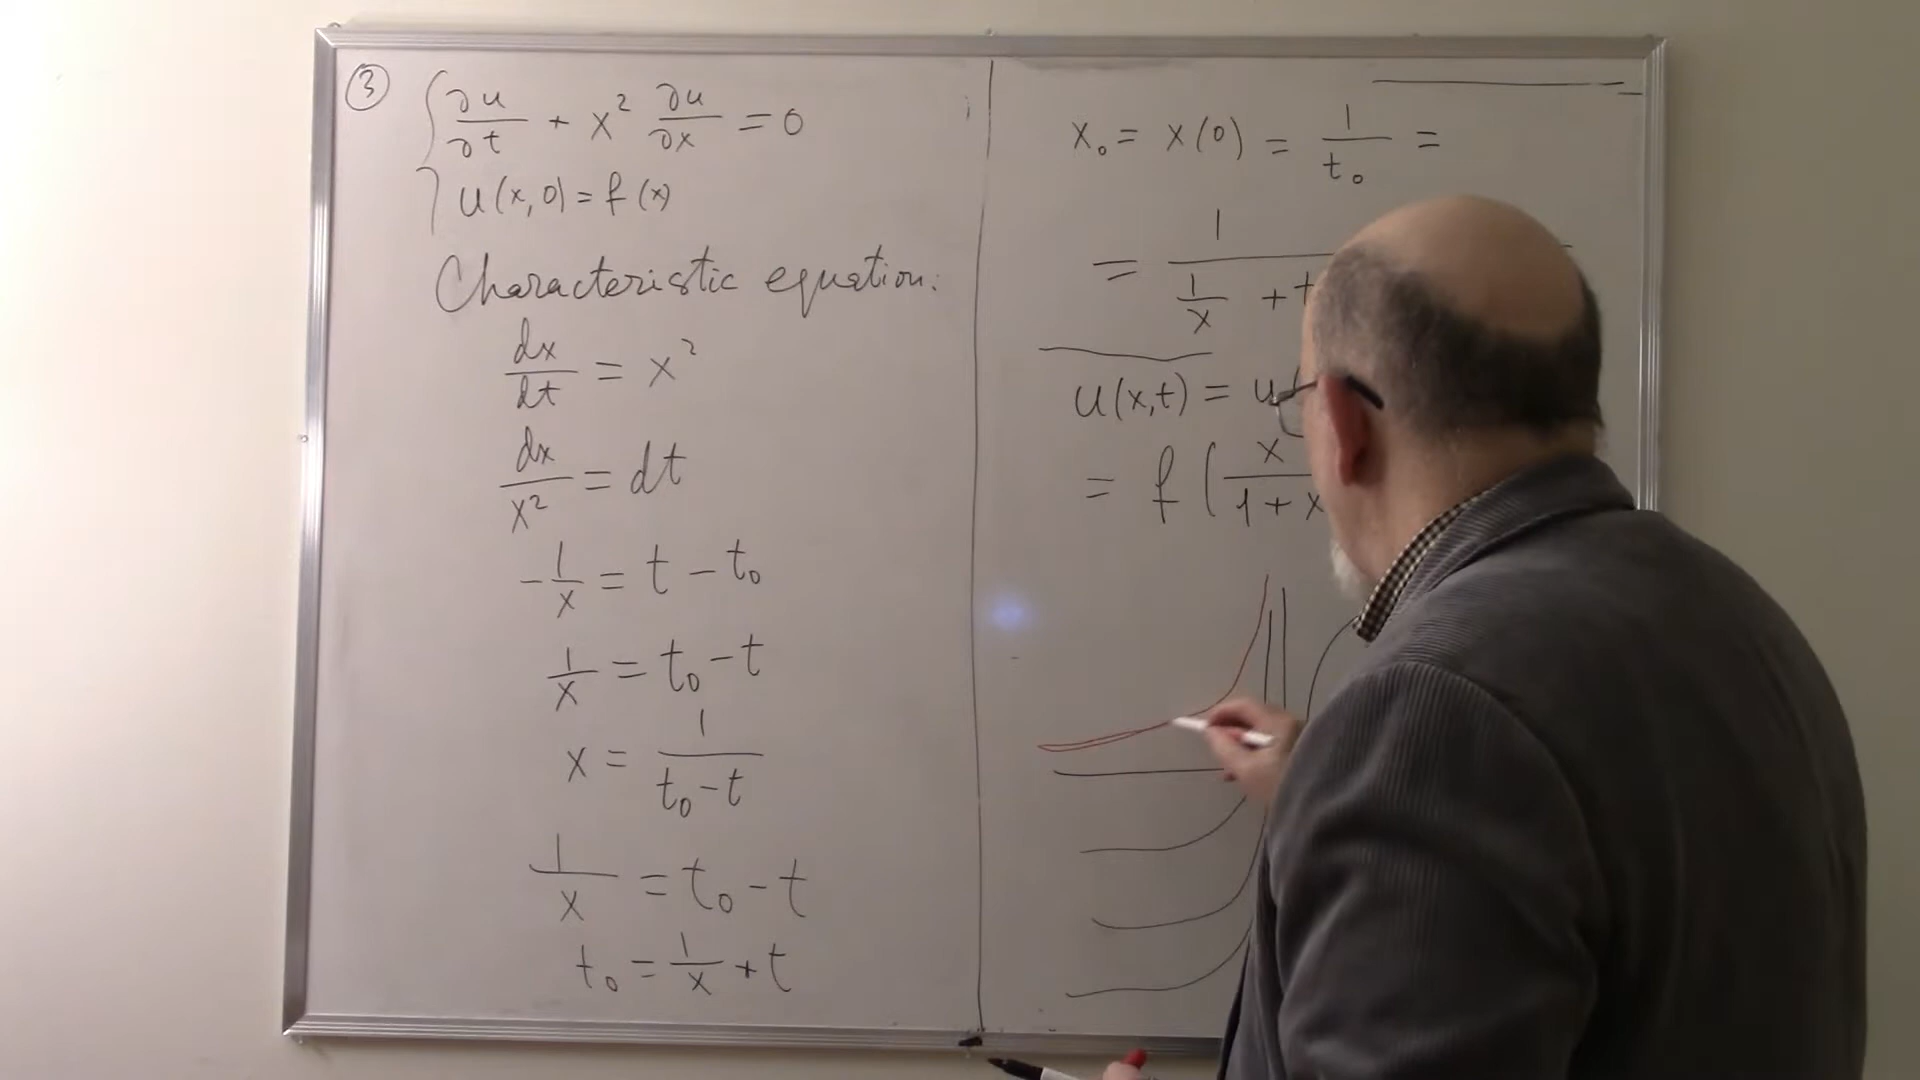 ③
∂u/∂t + x² ∂u/∂x = 0
u(x,0) = f(x)
Characteristic equation:
dx/dt = x²
dx/x² = dt
-1/x = t - t₀
1/x = t₀ - t
x = 1/(t₀ - t)
1/x = t₀ - t
t₀ = 1/x + t
x₀ = x(0) = 1/t₀ =
= 1/(1/x + t
u(x,t) = u(
= f(x/(1 + x